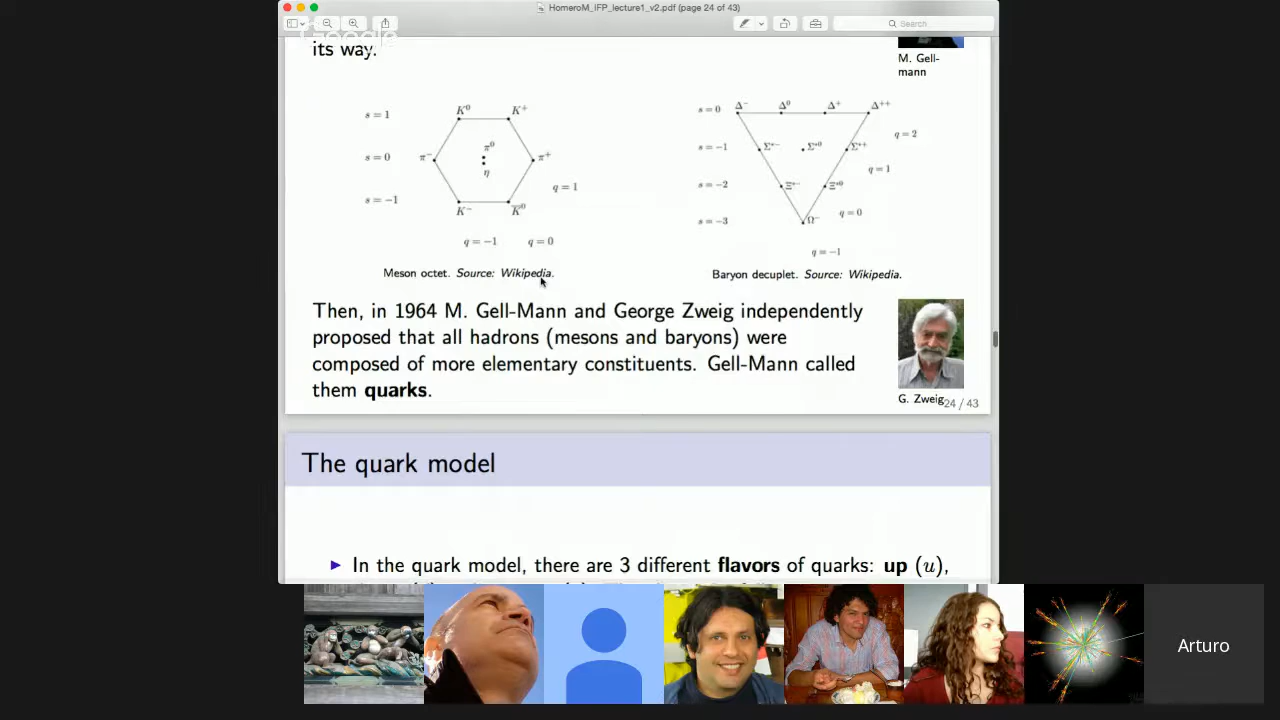 HomeroM_IFP_lecture1_v2.pdf (page 24 of 43)
Search
Google
its way.
M. Gell-
mann
s = 1
K⁰ K⁺
s = 0
π⁻ π⁰ π⁺
η
q = 1
s = −1
K⁻ K̅⁰
q = −1 q = 0
Meson octet. Source: Wikipedia.
s = 0
Δ⁻ Δ⁰ Δ⁺ Δ⁺⁺
q = 2
s = −1
Σ*⁻ Σ*⁰ Σ*⁺
q = 1
s = −2
Ξ*⁻ Ξ*⁰
q = 0
s = −3
Ω⁻
q = −1
Baryon decuplet. Source: Wikipedia.
Then, in 1964 M. Gell-Mann and George Zweig independently
proposed that all hadrons (mesons and baryons) were
composed of more elementary constituents. Gell-Mann called
them quarks.
G. Zweig
24 / 43
The quark model
► In the quark model, there are 3 different flavors of quarks: up (u),
Arturo